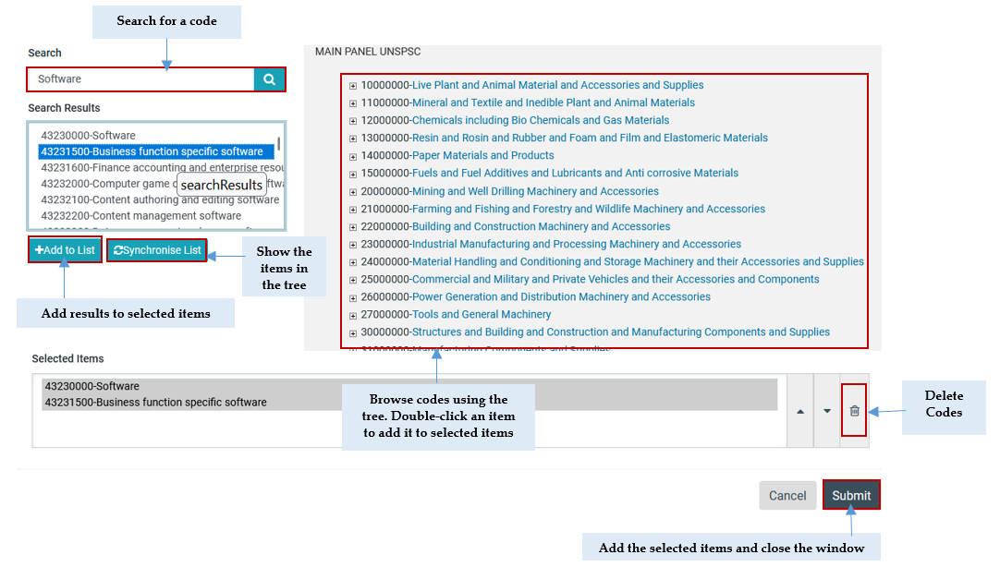 Search for a code
Search
Software
Search Results
43230000-Software
43231500-Business function specific software
43231600-Finance accounting and enterprise resou
43232000-Computer game
searchResults
43232100-Content authoring and editing software
43232200-Content management software
Add to List
Synchronise List
Show the
items in
the tree
Add results to selected items
MAIN PANEL UNSPSC
10000000-Live Plant and Animal Material and Accessories and Supplies
11000000-Mineral and Textile and Inedible Plant and Animal Materials
12000000-Chemicals including Bio Chemicals and Gas Materials
13000000-Resin and Rosin and Rubber and Foam and Film and Elastomeric Materials
14000000-Paper Materials and Products
15000000-Fuels and Fuel Additives and Lubricants and Anti corrosive Materials
20000000-Mining and Well Drilling Machinery and Accessories
21000000-Farming and Fishing and Forestry and Wildlife Machinery and Accessories
22000000-Building and Construction Machinery and Accessories
23000000-Industrial Manufacturing and Processing Machinery and Accessories
24000000-Material Handling and Conditioning and Storage Machinery and their Accessories and Supplies
25000000-Commercial and Military and Private Vehicles and their Accessories and Components
26000000-Power Generation and Distribution Machinery and Accessories
27000000-Tools and General Machinery
30000000-Structures and Building and Construction and Manufacturing Components and Supplies
31000000-Manufacturing Components and Supplies
Selected Items
43230000-Software
43231500-Business function specific software
Browse codes using the
tree. Double-click an item
to add it to selected items
Delete
Codes
Cancel
Submit
Add the selected items and close the window